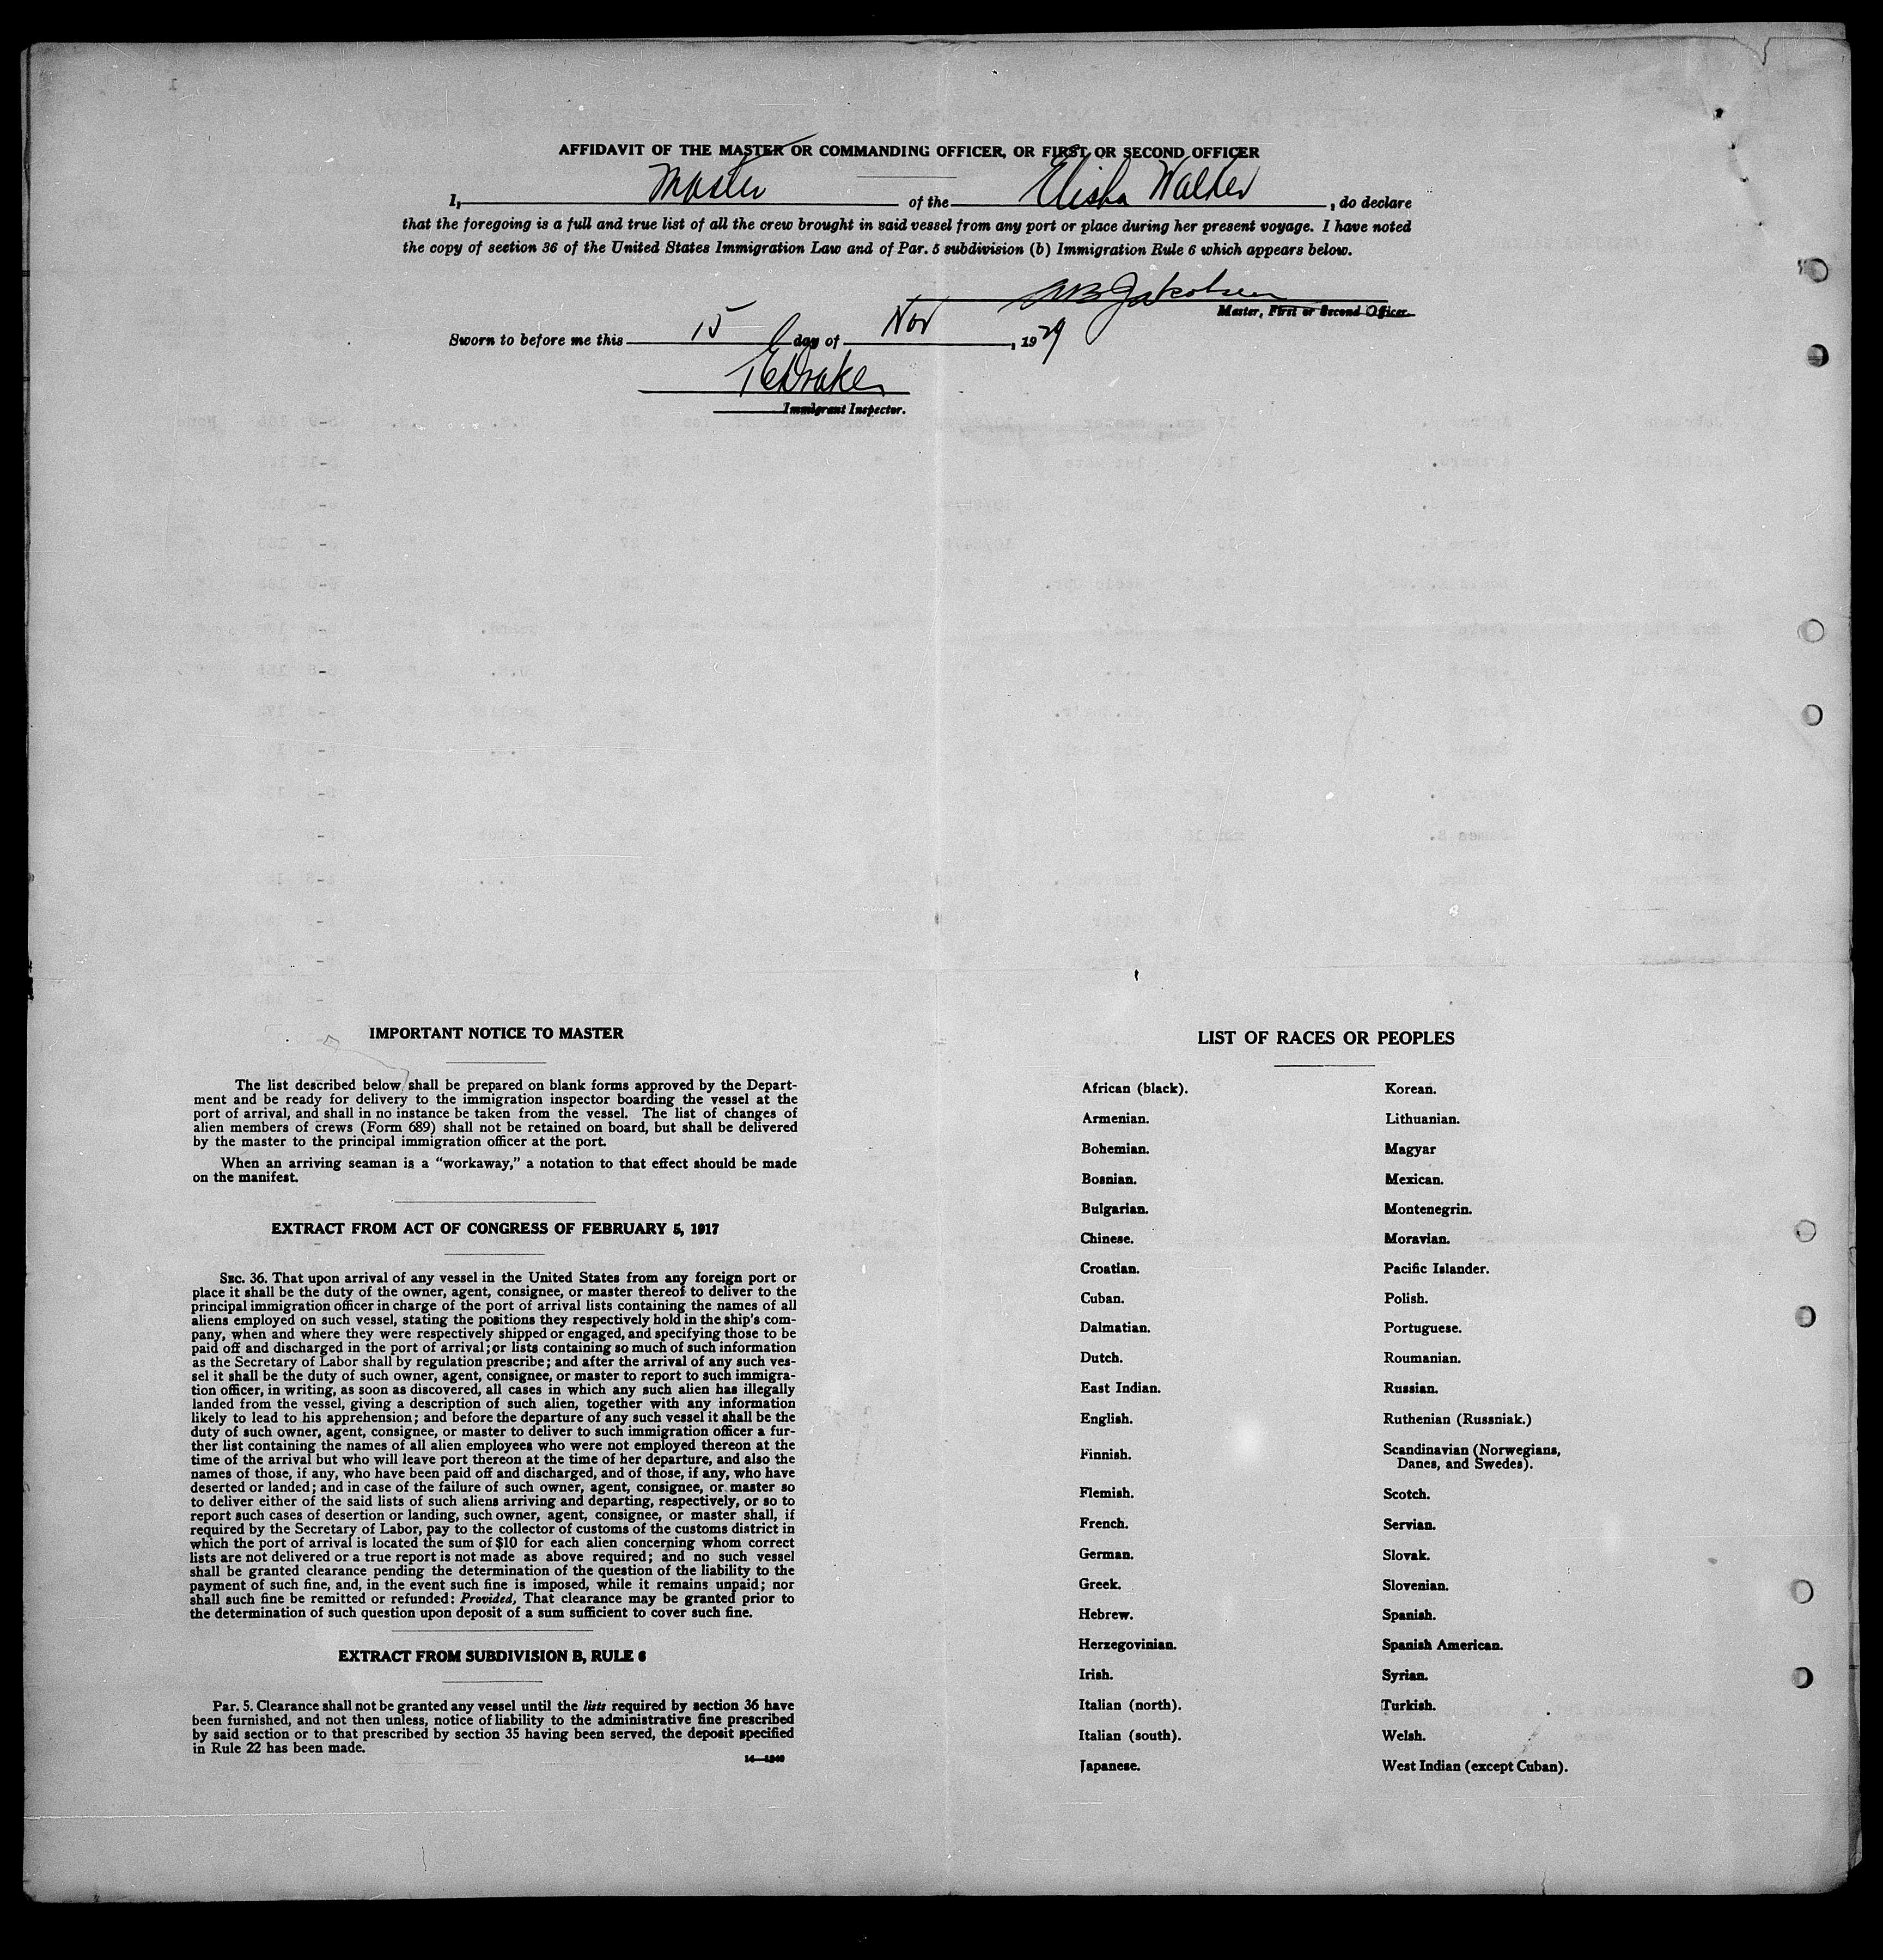 AFFIDAVIT OF THE MASTER OR COMMANDING OFFICER, OR FIRST OR SECOND OFFICER
I, Master of the Elisha Walker, do declare
that the foregoing is a full and true list of all the crew brought in said vessel from any port or place during her present voyage. I have noted
the copy of section 36 of the United States Immigration Law and of Par. 5 subdivision (b) Immigration Rule 6 which appears below.
Jakobsen
Master, First or Second Officer.
Sworn to before me this 15 day of Nov, 1929
Drake
Immigrant Inspector.
IMPORTANT NOTICE TO MASTER
The list described below shall be prepared on blank forms approved by the Depart-
ment and be ready for delivery to the immigration inspector boarding the vessel at the
port of arrival, and shall in no instance be taken from the vessel. The list of changes of
alien members of crews (Form 689) shall not be retained on board, but shall be delivered
by the master to the principal immigration officer at the port.
When an arriving seaman is a "workaway," a notation to that effect should be made
on the manifest.
EXTRACT FROM ACT OF CONGRESS OF FEBRUARY 5, 1917
SEC. 36. That upon arrival of any vessel in the United States from any foreign port or
place it shall be the duty of the owner, agent, consignee, or master thereof to deliver to the
principal immigration officer in charge of the port of arrival lists containing the names of all
aliens employed on such vessel, stating the positions they respectively hold in the ship's com-
pany, when and where they were respectively shipped or engaged, and specifying those to be
paid off and discharged in the port of arrival; or lists containing so much of such information
as the Secretary of Labor shall by regulation prescribe; and after the arrival of any such ves-
sel it shall be the duty of such owner, agent, consignee, or master to report to such immigra-
tion officer, in writing, as soon as discovered, all cases in which any such alien has illegally
landed from the vessel, giving a description of such alien, together with any information
likely to lead to his apprehension; and before the departure of any such vessel it shall be the
duty of such owner, agent, consignee, or master to deliver to such immigration officer a fur-
ther list containing the names of all alien employees who were not employed thereon at the
time of the arrival but who will leave port thereon at the time of her departure, and also the
names of those, if any, who have been paid off and discharged, and of those, if any, who have
deserted or landed; and in case of the failure of such owner, agent, consignee, or master so
to deliver either of the said lists of such aliens arriving and departing, respectively, or so to
report such cases of desertion or landing, such owner, agent, consignee, or master shall, if
required by the Secretary of Labor, pay to the collector of customs of the customs district in
which the port of arrival is located the sum of $10 for each alien concerning whom correct
lists are not delivered or a true report is not made as above required; and no such vessel
shall be granted clearance pending the determination of the question of the liability to the
payment of such fine, and, in the event such fine is imposed, while it remains unpaid; nor
shall such fine be remitted or refunded: Provided, That clearance may be granted prior to
the determination of such question upon deposit of a sum sufficient to cover such fine.
EXTRACT FROM SUBDIVISION B, RULE 6
Par. 5. Clearance shall not be granted any vessel until the lists required by section 36 have
been furnished, and not then unless, notice of liability to the administrative fine prescribed
by said section or to that prescribed by section 35 having been served, the deposit specified
in Rule 22 has been made.
LIST OF RACES OR PEOPLES
African (black).
Armenian.
Bohemian.
Bosnian.
Bulgarian.
Chinese.
Croatian.
Cuban.
Dalmatian.
Dutch.
East Indian.
English.
Finnish.
Flemish.
French.
German.
Greek.
Hebrew.
Herzegovinian.
Irish.
Italian (north).
Italian (south).
Japanese.
Korean.
Lithuanian.
Magyar
Mexican.
Montenegrin.
Moravian.
Pacific Islander.
Polish.
Portuguese.
Roumanian.
Russian.
Ruthenian (Russniak.)
Scandinavian (Norwegians,
Danes, and Swedes).
Scotch.
Servian.
Slovak.
Slovenian.
Spanish.
Spanish American.
Syrian.
Turkish.
Welsh.
West Indian (except Cuban).